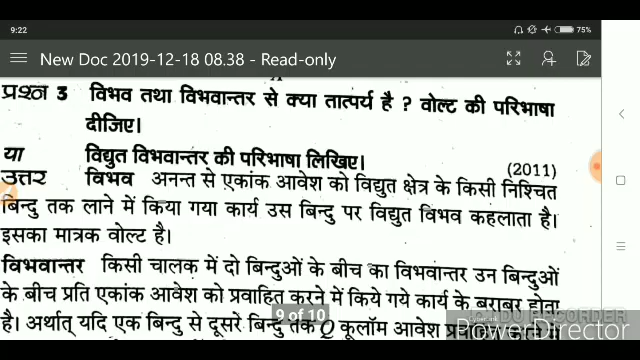 9:22
75%
New Doc 2019-12-18 08.38 - Read-only
प्रश्न 3 विभव तथा विभवान्तर से क्या तात्पर्य है ? वोल्ट की परिभाषा
दीजिए।
या विद्युत विभवान्तर की परिभाषा लिखिए। (2011)
उत्तर विभव अनन्त से एकांक आवेश को विद्युत क्षेत्र के किसी निश्चित
बिन्दु तक लाने में किया गया कार्य उस बिन्दु पर विद्युत विभव कहलाता है।
इसका मात्रक वोल्ट है।
विभवान्तर किसी चालक में दो बिन्दुओं के बीच का विभवान्तर उन बिन्दुओं
के बीच प्रति एकांक आवेश को प्रवाहित करने में किये गये कार्य के बराबर होता
है। अर्थात् यदि एक बिन्दु से दूसरे बिन्दु तक Q कूलॉम आवेश
9 of 10
RECORDER
CyberLink
PowerDirector